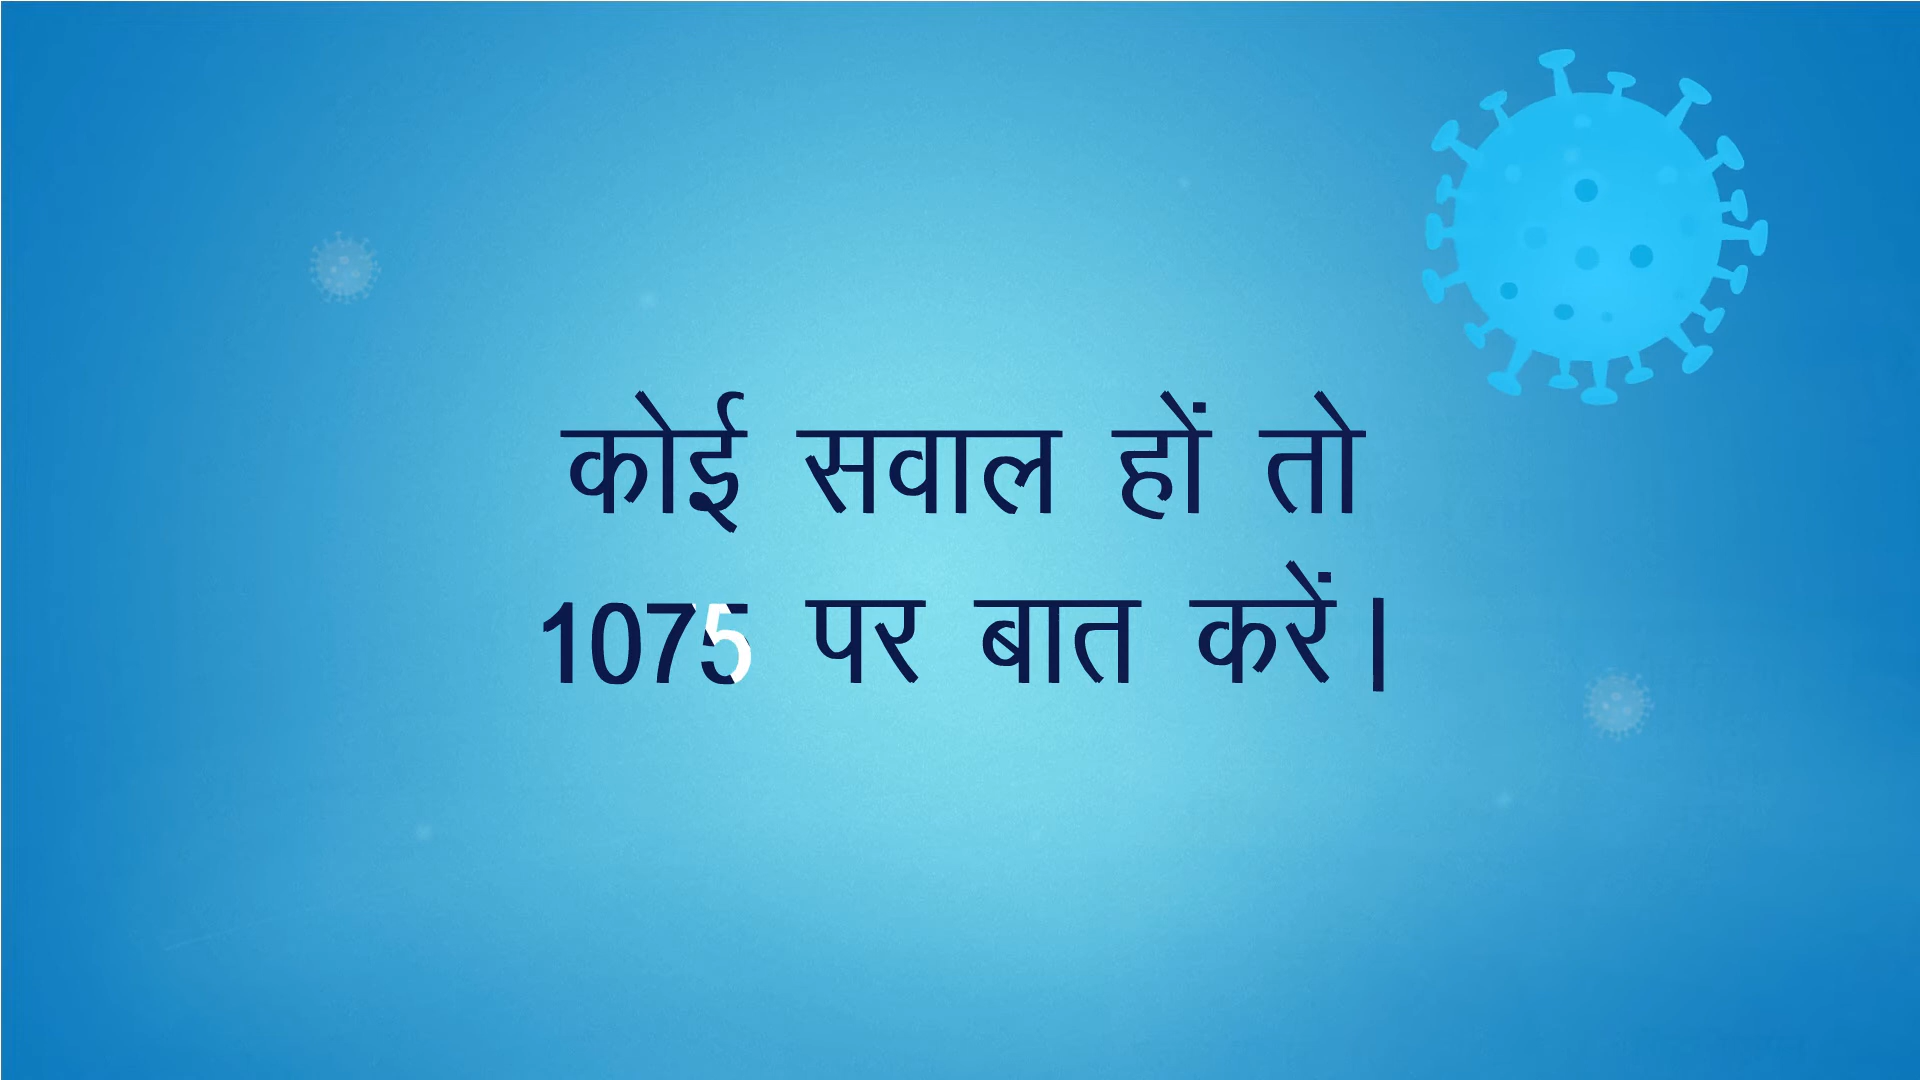 कोई सवाल हों तो
1075 पर बात करें।